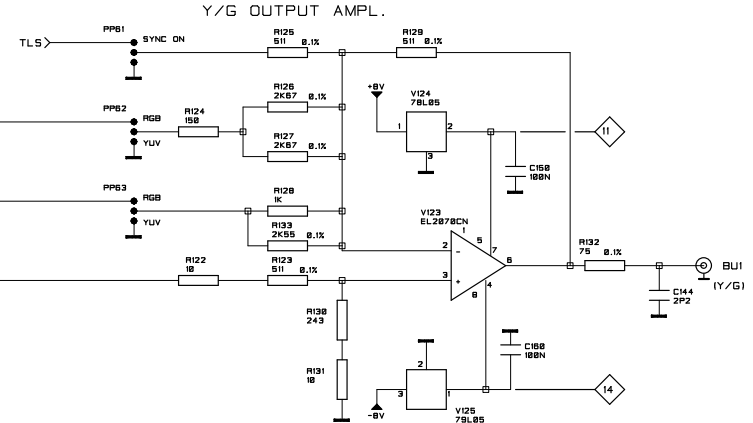 Y/G OUTPUT AMPL.
TLS
PP61
SYNC ON
R125
511 0.1%
R129
511 0.1%
+8V
V124
78L05
1
2
3
11
C150
100N
PP62
RGB
YUV
R124
150
R126
2K67 0.1%
R127
2K67 0.1%
PP63
RGB
YUV
R128
1K
R133
2K55 0.1%
V123
EL2070CN
1
5
7
2
-
3
+
6
4
8
R122
10
R123
511 0.1%
R132
75 0.1%
BU1
(Y/G)
C144
2P2
R130
243
R131
10
C160
100N
2
3
1
-8V
V125
79L05
14